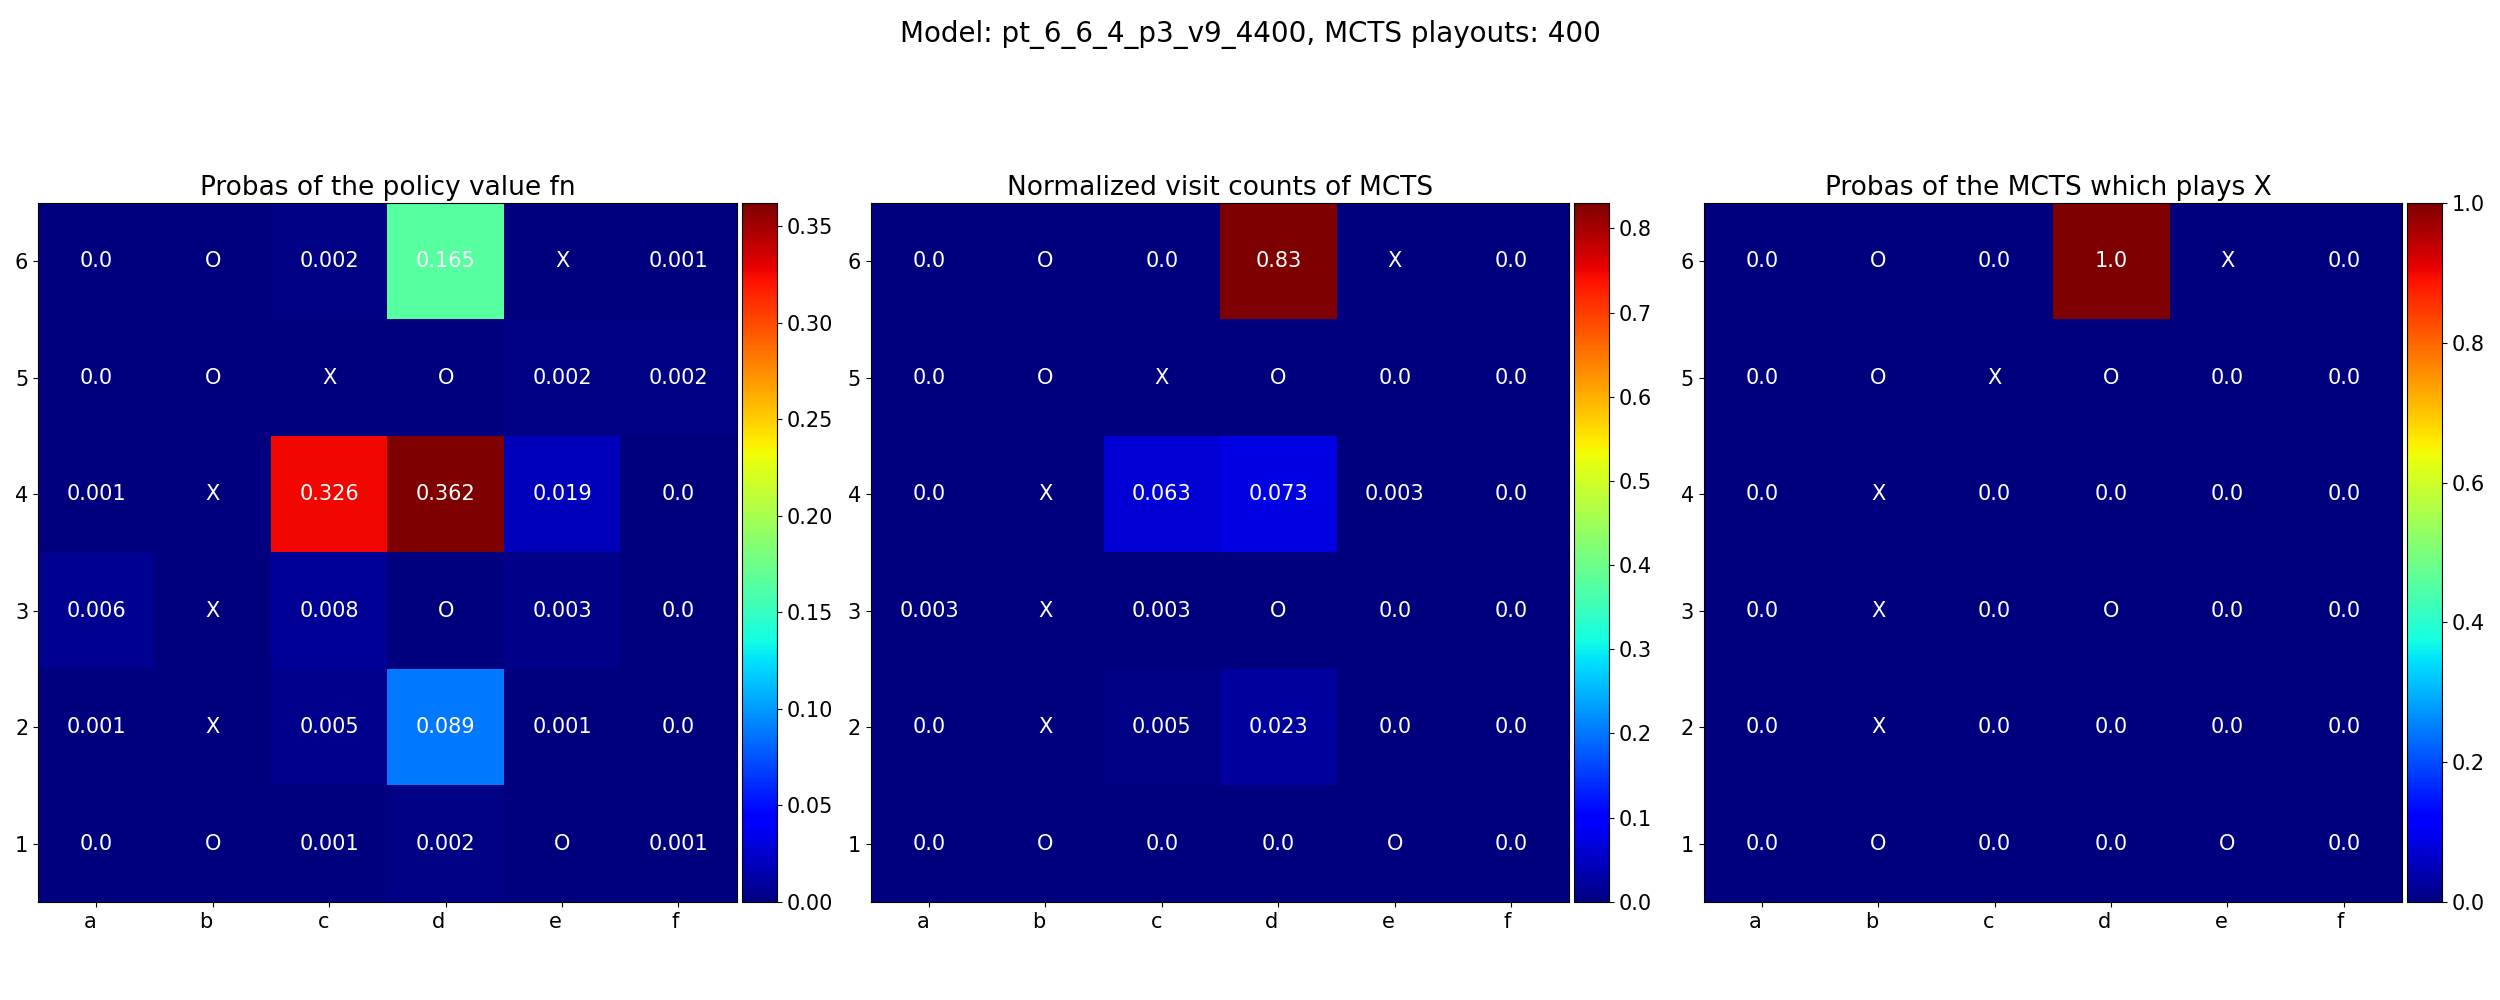 Model: pt_6_6_4_p3_v9_4400, MCTS playouts: 400
Probas of the policy value fn
6 0.0 O 0.002 0.165 X 0.001
5 0.0 O X O 0.002 0.002
4 0.001 X 0.326 0.362 0.019 0.0
3 0.006 X 0.008 O 0.003 0.0
2 0.001 X 0.005 0.089 0.001 0.0
1 0.0 O 0.001 0.002 O 0.001
a b c d e f
0.35
0.30
0.25
0.20
0.15
0.10
0.05
0.00
Normalized visit counts of MCTS
6 0.0 O 0.0 0.83 X 0.0
5 0.0 O X O 0.0 0.0
4 0.0 X 0.063 0.073 0.003 0.0
3 0.003 X 0.003 O 0.0 0.0
2 0.0 X 0.005 0.023 0.0 0.0
1 0.0 O 0.0 0.0 O 0.0
a b c d e f
0.8
0.7
0.6
0.5
0.4
0.3
0.2
0.1
0.0
Probas of the MCTS which plays X
6 0.0 O 0.0 1.0 X 0.0
5 0.0 O X O 0.0 0.0
4 0.0 X 0.0 0.0 0.0 0.0
3 0.0 X 0.0 O 0.0 0.0
2 0.0 X 0.0 0.0 0.0 0.0
1 0.0 O 0.0 0.0 O 0.0
a b c d e f
1.0
0.8
0.6
0.4
0.2
0.0